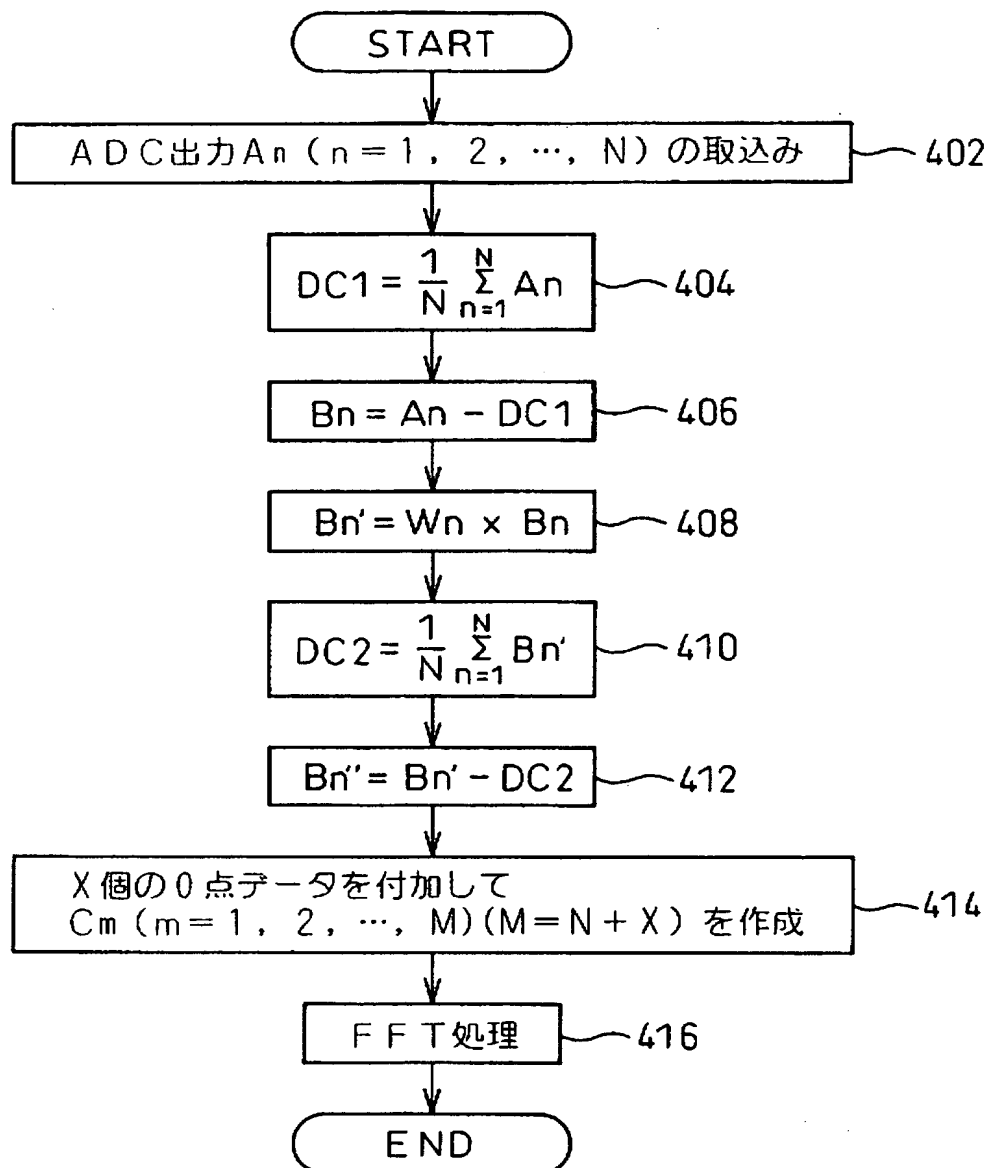 START
ADC出力An(n=1, 2, …, N)の取込み
402
DC1=1/N Σ[n=1→N] An
404
Bn=An-DC1
406
Bn'=Wn×Bn
408
DC2=1/N Σ[n=1→N] Bn'
410
Bn''=Bn'-DC2
412
X個の0点データを付加して
Cm(m=1, 2, …, M)(M=N+X)を作成
414
FFT処理
416
END